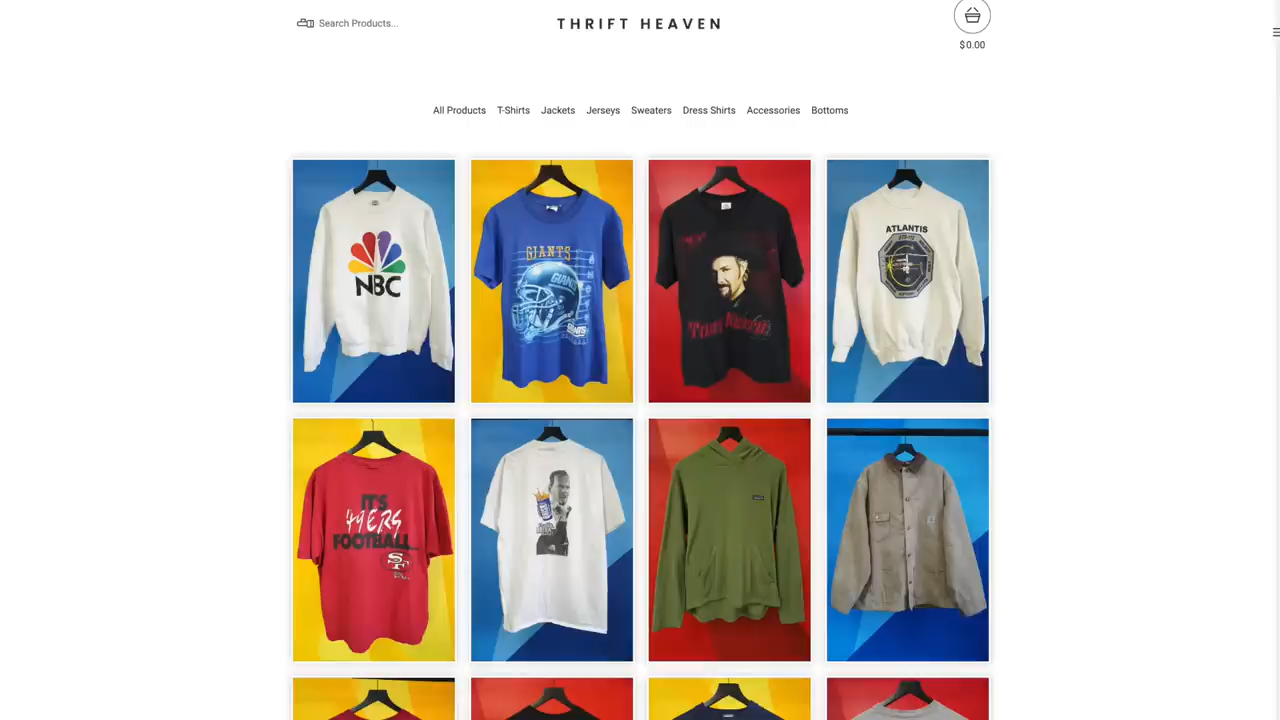 Search Products...
THRIFT HEAVEN
$0.00
All Products T-Shirts Jackets Jerseys Sweaters Dress Shirts Accessories Bottoms
NBC
GIANTS
GIANTS
ATLANTIS
IT'S
49ERS
FOOTBALL
SF